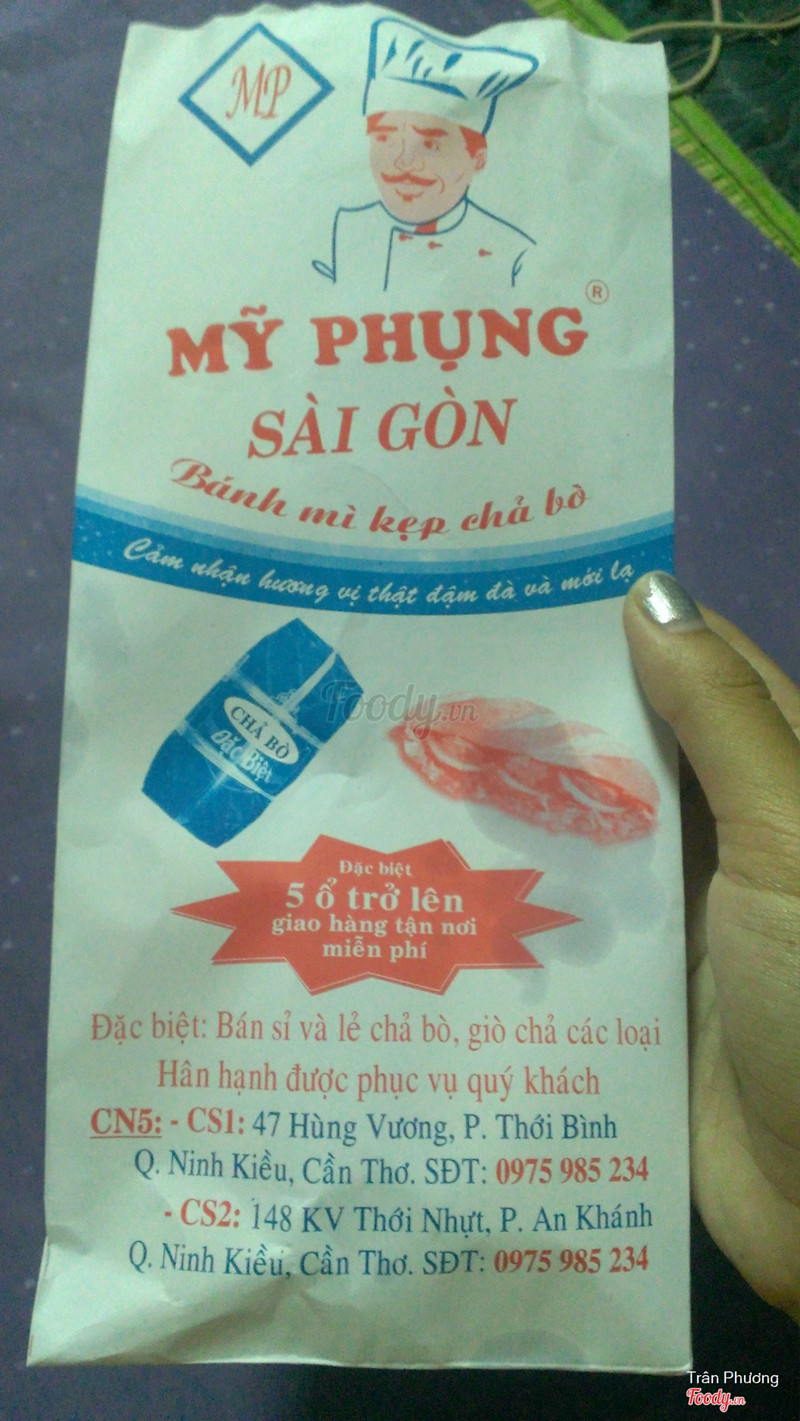 MP
MỸ PHỤNG
®
SÀI GÒN
Bánh mì kẹp chả bò
Cảm nhận hương vị thật đậm đà và mới lạ
CHẢ BÒ
Đặc Biệt
Foody.vn
Đặc biệt
5 ổ trở lên
giao hàng tận nơi
miễn phí
Đặc biệt: Bán sỉ và lẻ chả bò, giò chả các loại
Hân hạnh được phục vụ quý khách
CN5: - CS1: 47 Hùng Vương, P. Thới Bình
Q. Ninh Kiều, Cần Thơ. SĐT: 0975 985 234
- CS2: 148 KV Thới Nhựt, P. An Khánh
Q. Ninh Kiều, Cần Thơ. SĐT: 0975 985 234
Trân Phương
Foody.vn